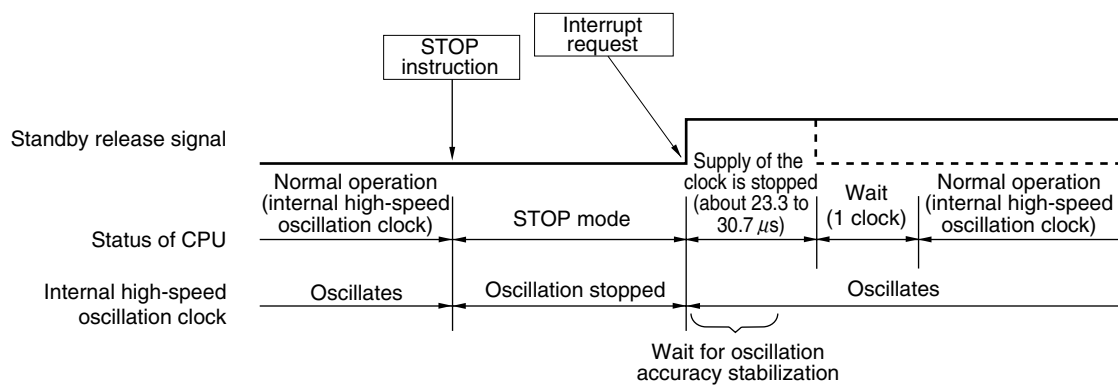 Interrupt
request
STOP
instruction
Standby release signal
Supply of the
clock is stopped
(about 23.3 to
30.7 μs)
Normal operation
(internal high-speed
oscillation clock)
STOP mode
Wait
(1 clock)
Normal operation
(internal high-speed
oscillation clock)
Status of CPU
Internal high-speed
oscillation clock
Oscillates
Oscillation stopped
Oscillates
Wait for oscillation
accuracy stabilization